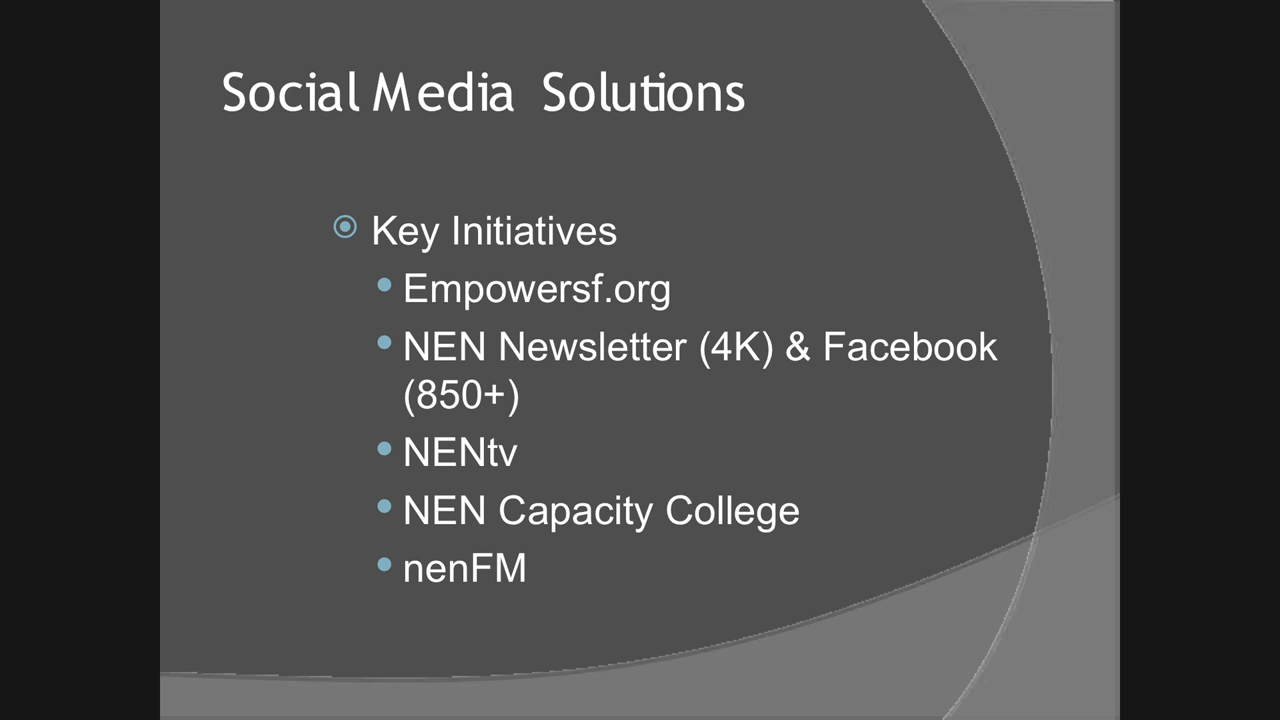 Social Media Solutions
Key Initiatives
Empowersf.org
NEN Newsletter (4K) & Facebook
(850+)
NENtv
NEN Capacity College
nenFM